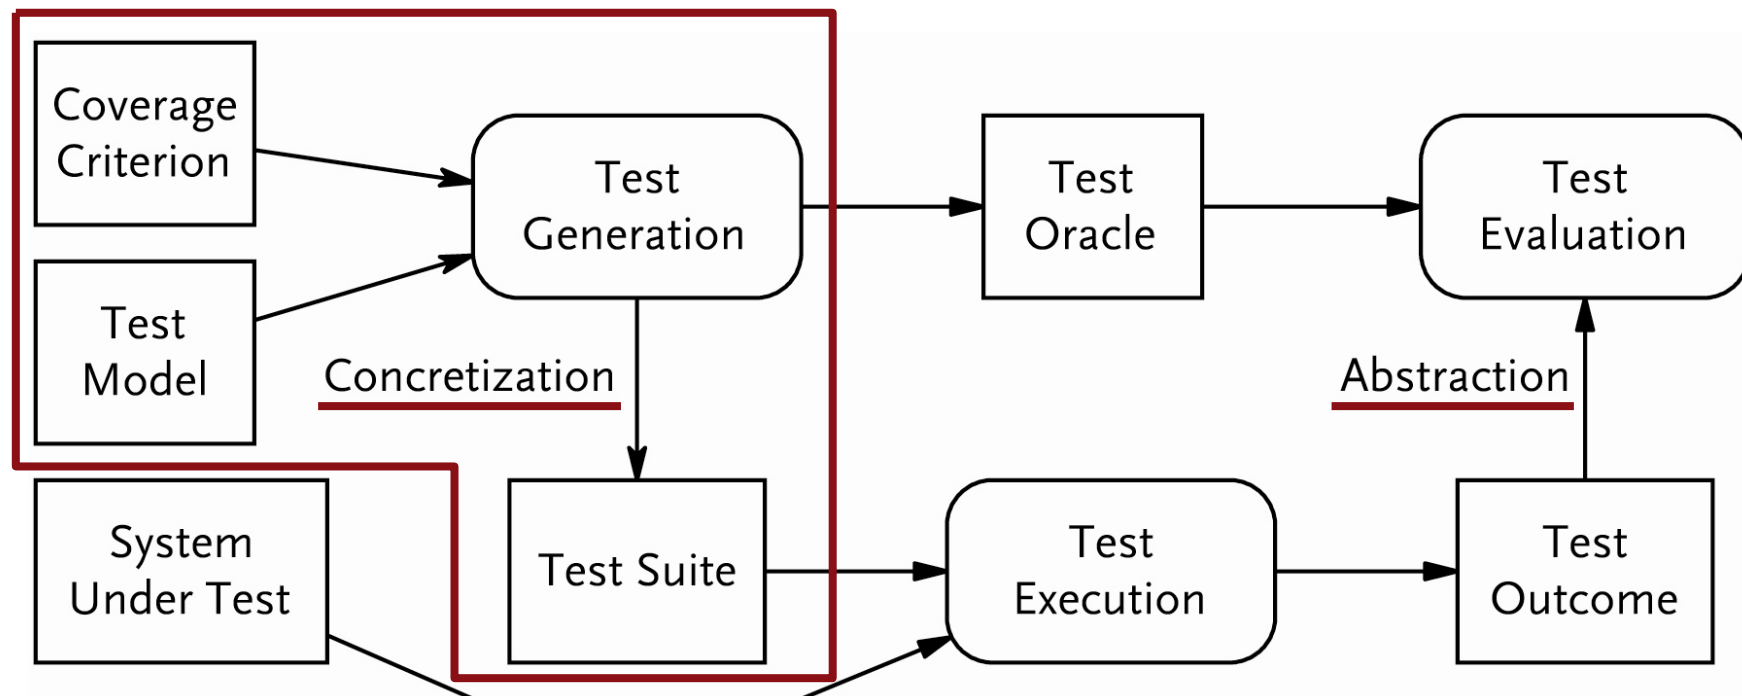 Coverage
Criterion
Test
Generation
Test
Oracle
Test
Evaluation
Test
Model
Concretization
Abstraction
System
Under Test
Test Suite
Test
Execution
Test
Outcome